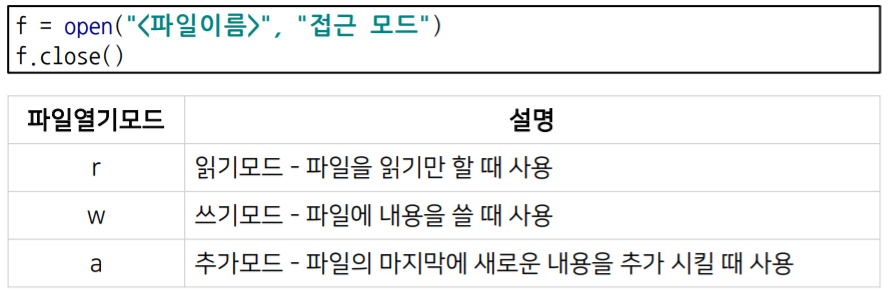 f = open("<파일이름>", "접근 모드")
f.close()
파일열기모드 설명
r 읽기모드 - 파일을 읽기만 할 때 사용
w 쓰기모드 - 파일에 내용을 쓸 때 사용
a 추가모드 - 파일의 마지막에 새로운 내용을 추가 시킬 때 사용